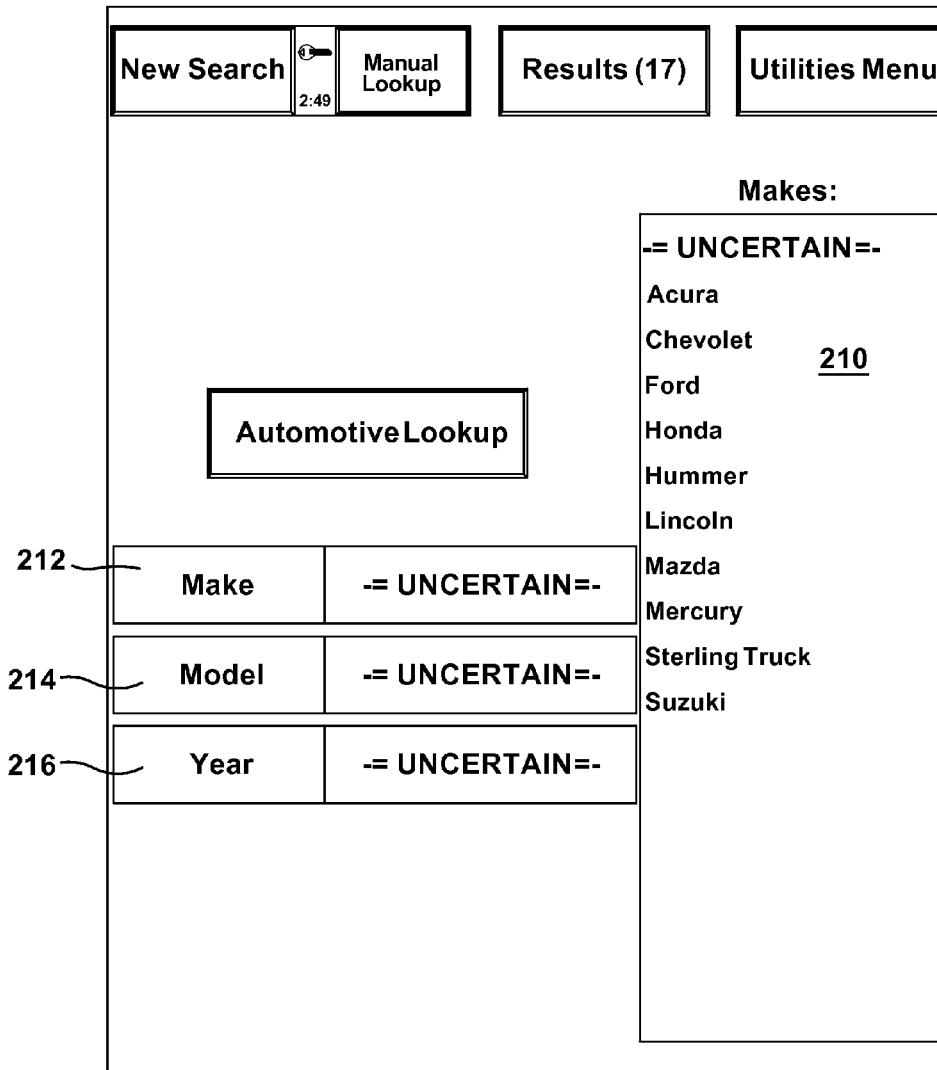 New Search
2:49
Manual
Lookup
Results (17)
Utilities Menu
Makes:
-= UNCERTAIN=-
Acura
Chevolet
210
Ford
Automotive Lookup
Honda
Hummer
Lincoln
212
Make
-= UNCERTAIN=-
Mazda
Mercury
214
Model
-= UNCERTAIN=-
Sterling Truck
Suzuki
216
Year
-= UNCERTAIN=-